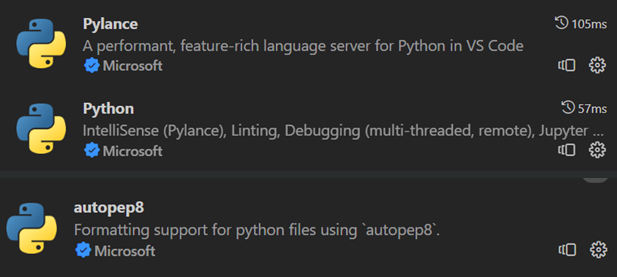 Pylance
105ms
A performant, feature-rich language server for Python in VS Code
Microsoft
Python
57ms
IntelliSense (Pylance), Linting, Debugging (multi-threaded, remote), Jupyter ...
Microsoft
autopep8
Formatting support for python files using `autopep8`.
Microsoft